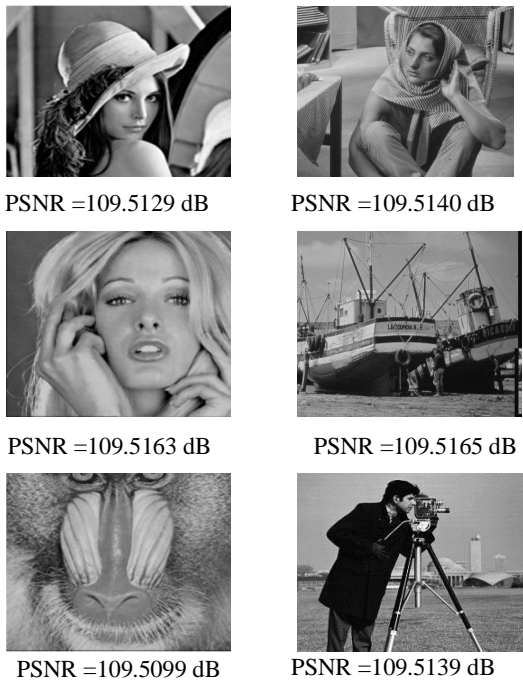 PSNR =109.5129 dB
PSNR =109.5140 dB
PSNR =109.5163 dB
PSNR =109.5165 dB
PSNR =109.5099 dB
PSNR =109.5139 dB